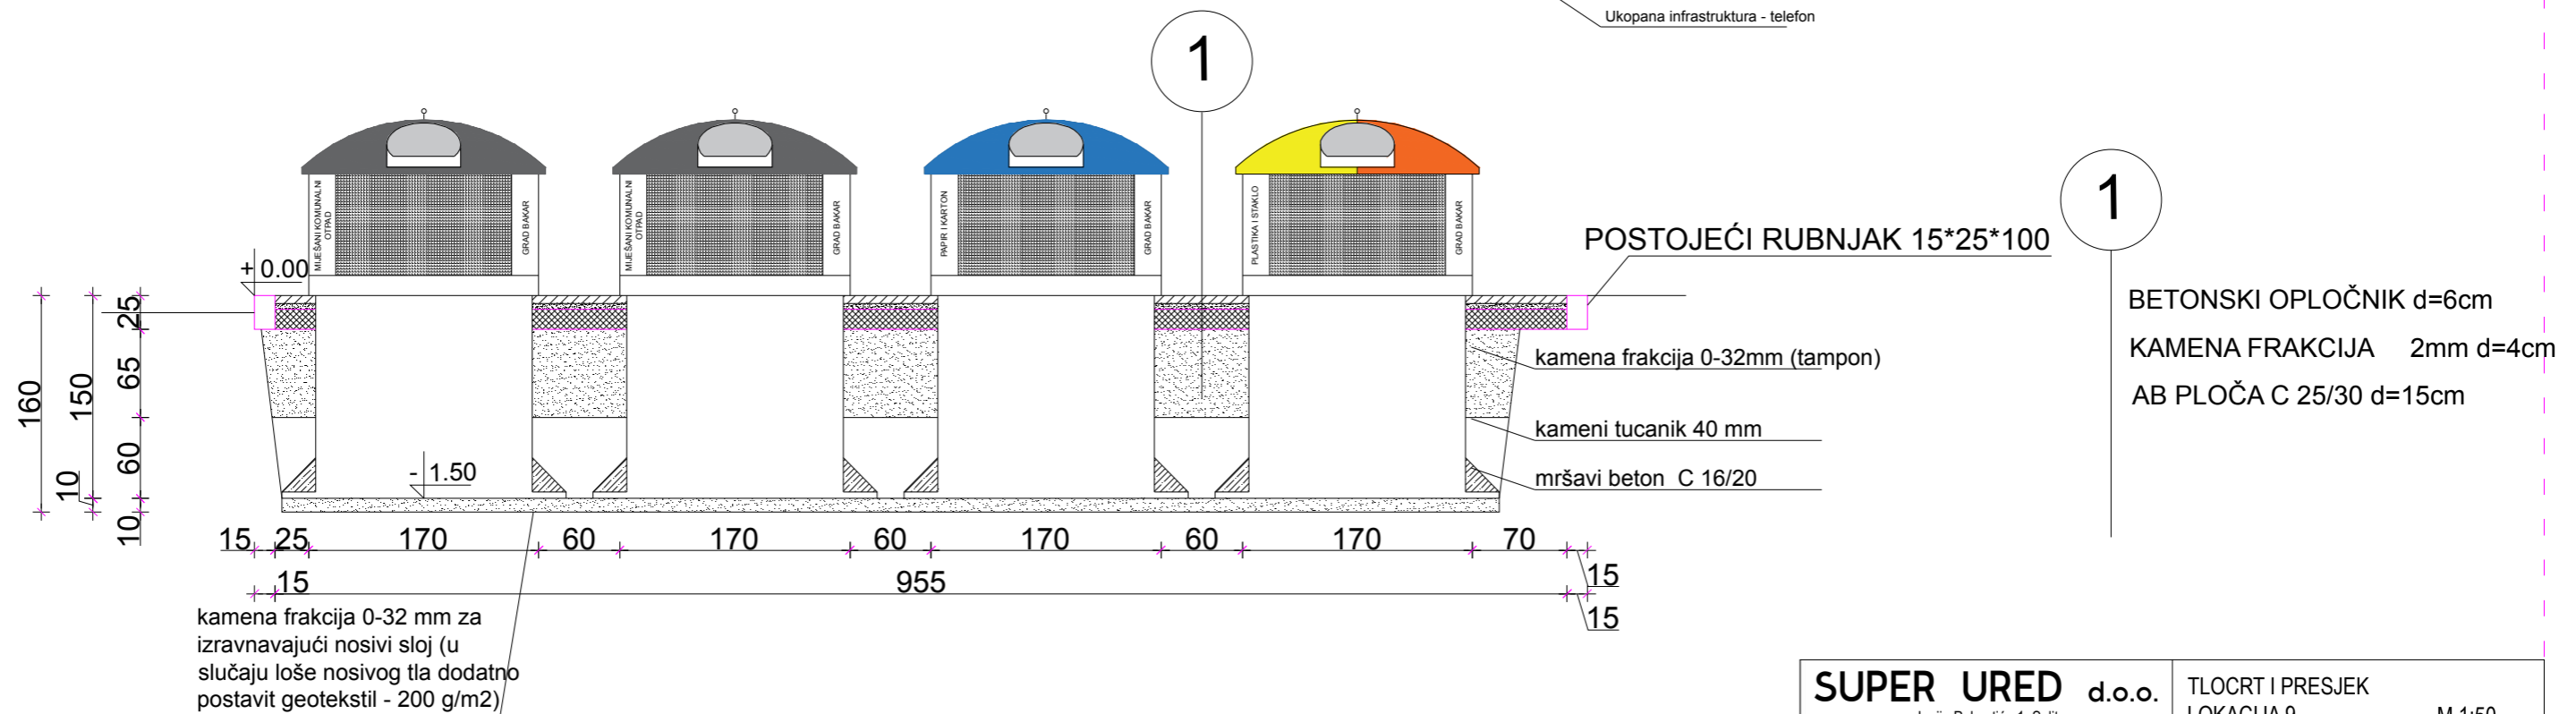 Ukopana infrastruktura - telefon
1
1
MIJEŠANI KOMUNALNI
OTPAD
GRAD BAKAR
MIJEŠANI KOMUNALNI
OTPAD
GRAD BAKAR
PAPIR I KARTON
GRAD BAKAR
PLASTIKA I STAKLO
GRAD BAKAR
POSTOJEĆI RUBNJAK 15*25*100
+ 0.00
BETONSKI OPLOČNIK d=6cm
KAMENA FRAKCIJA 2mm d=4cm
AB PLOČA C 25/30 d=15cm
kamena frakcija 0-32mm (tampon)
kameni tucanik 40 mm
mršavi beton C 16/20
- 1.50
160
150
10
25
65
60
10
15 25 170 60 170 60 170 60 170 70 15
15 955 15
kamena frakcija 0-32 mm za
izravnavajući nosivi sloj (u
slučaju loše nosivog tla dodatno
postavit geotekstil - 200 g/m2)
SUPER URED d.o.o.
TLOCRT I PRESJEK
LOKACIJA 9 M 1:50